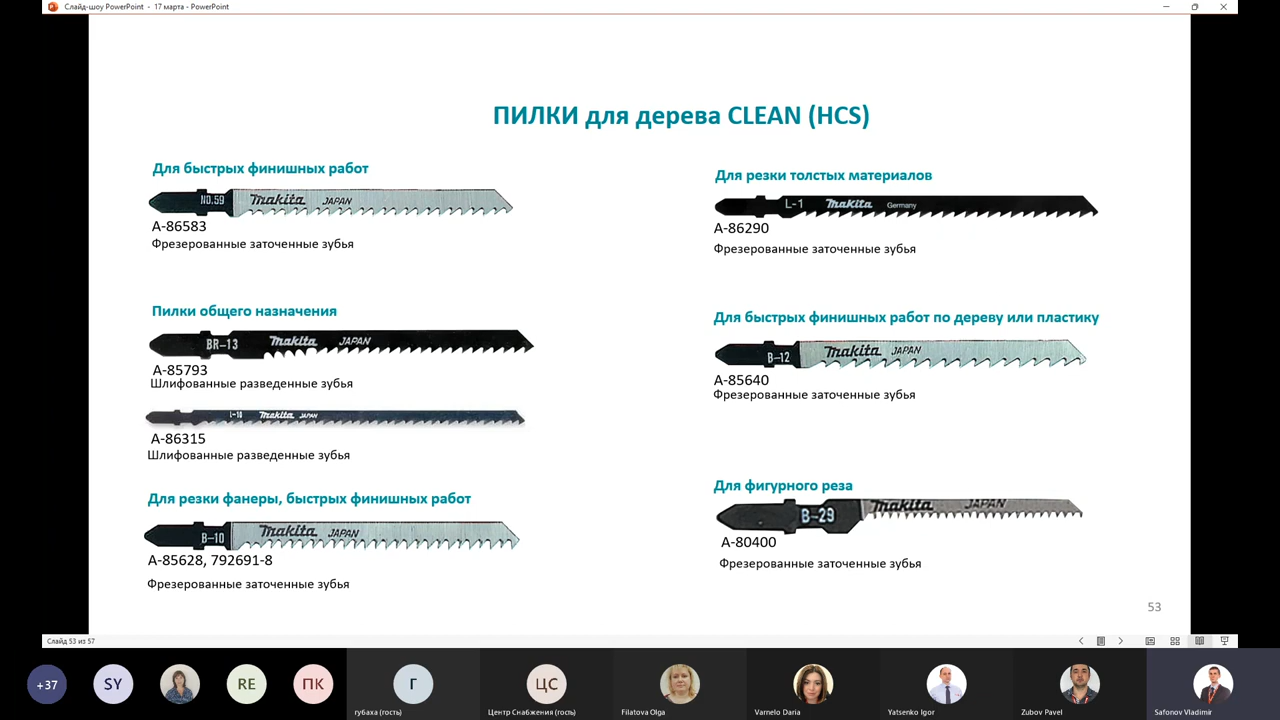 Слайд-шоу PowerPoint - 17 марта - PowerPoint
ПИЛКИ для дерева CLEAN (HCS)
Для быстрых финишных работ
NO.59 Makita JAPAN
A-86583
Фрезерованные заточенные зубья
Пилки общего назначения
BR-13 Makita JAPAN
A-85793
Шлифованные разведенные зубья
L-10 Makita JAPAN
A-86315
Шлифованные разведенные зубья
Для резки фанеры, быстрых финишных работ
B-10 Makita JAPAN
A-85628, 792691-8
Фрезерованные заточенные зубья
Для резки толстых материалов
L-1 Makita Germany
A-86290
Фрезерованные заточенные зубья
Для быстрых финишных работ по дереву или пластику
B-12 Makita JAPAN
A-85640
Фрезерованные заточенные зубья
Для фигурного реза
B-29 Makita JAPAN
A-80400
Фрезерованные заточенные зубья
53
Слайд 53 из 57
+37 SY RE ПК Г ЦС
губаха (гость) Центр Снабжения (гость) Filatova Olga Varnelo Daria Yatsenko Igor Zubov Pavel Safonov Vladimir